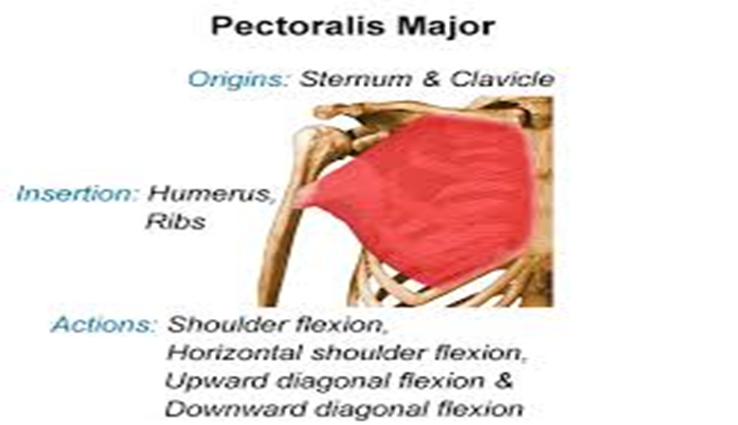 Pectoralis Major
Origins: Sternum & Clavicle
Insertion: Humerus,
Ribs
Actions: Shoulder flexion,
Horizontal shoulder flexion,
Upward diagonal flexion &
Downward diagonal flexion